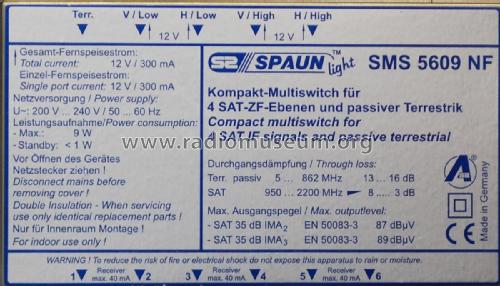 Terr. V / Low H / Low V / High H / High
12 V 12 V
Gesamt-Fernspeisestrom:
Total current: 12 V / 300 mA
Einzel-Fernspeisestrom:
Single port current: 12 V / 300 mA
Netzversorgung / Power supply:
U~: 200 V ... 240 V / 50 ... 60 Hz
Leistungsaufnahme/Power consumption:
- Max.: 9 W
- Standby: < 1 W
Vor Öffnen des Gerätes
Netzstecker ziehen !
Disconnect mains before
removing cover !
Double Insulation - When servicing
use only identical replacement parts !
Nur für Innenraum Montage !
For indoor use only !
SPAUN light™ SMS 5609 NF
Kompakt-Multiswitch für
4 SAT-ZF-Ebenen und passiver Terrestrik
Compact multiswitch for
4 SAT IF signals and passive terrestrial
www.radiomuseum.org
Durchgangsdämpfung / Through loss:
Terr. passiv 5 ... 862 MHz 13 ... 16 dB
SAT 950 ... 2200 MHz 8 ..... 3 dB
Max. Ausgangspegel / Max. outputlevel:
- SAT 35 dB IMA2 EN 50083-3 87 dBµV
- SAT 35 dB IMA3 EN 50083-3 89 dBµV
A
Made in Germany
WARNING ! To reduce the risk of fire or electrical shock do not expose this apparatus to rain or moisture.
1 Receiver max. 40 mA 2 3 Receiver max. 40 mA 4 5 Receiver max. 40 mA 6